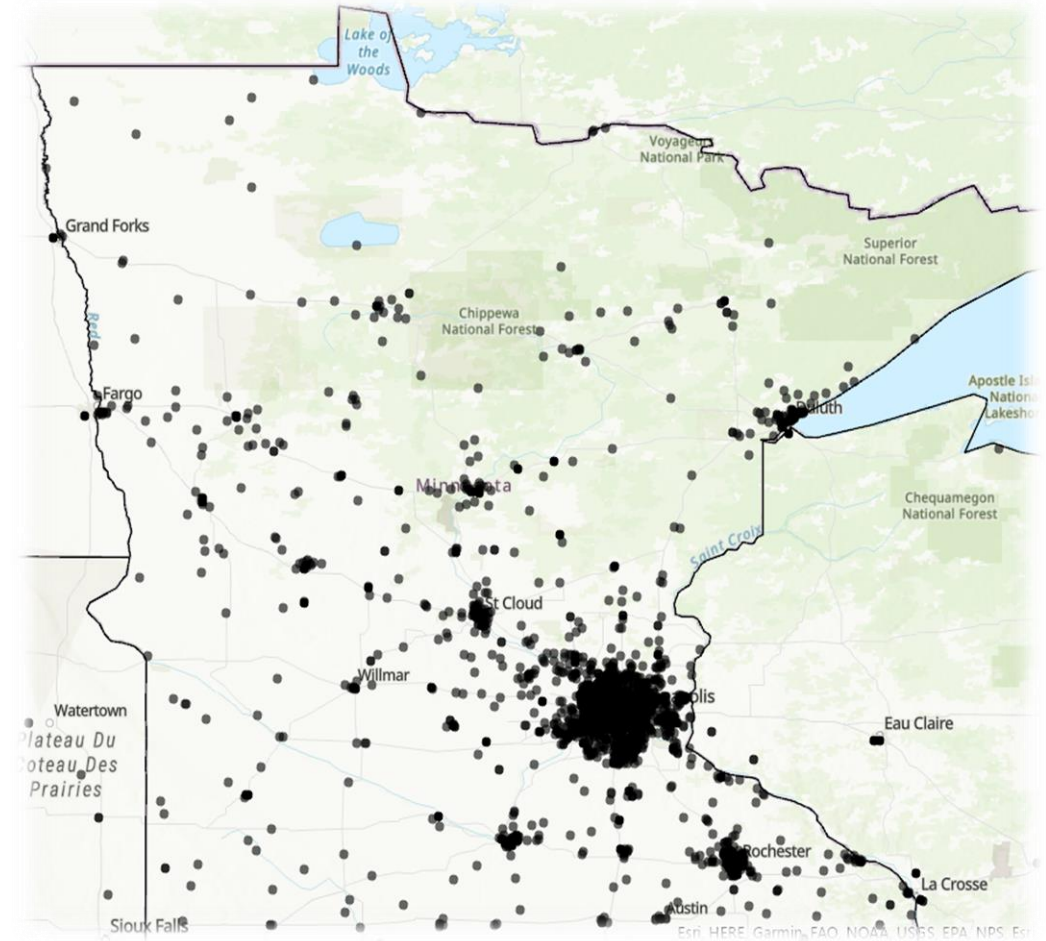 Lake of
the
Woods
Voyageurs
National Park
Grand Forks
Superior
National Forest
Chippewa
National Forest
Red
Fargo
Apostle Isl
Nationa
Lakesho
Duluth
Minnesota
Chequamegon
National Forest
Saint Croix
St Cloud
Willmar
polis
Watertown
Eau Claire
Plateau Du
Coteau Des
Prairies
Rochester
La Crosse
Austin
Sioux Falls
Esri, HERE, Garmin, FAO, NOAA, USGS, EPA, NPS, Esr